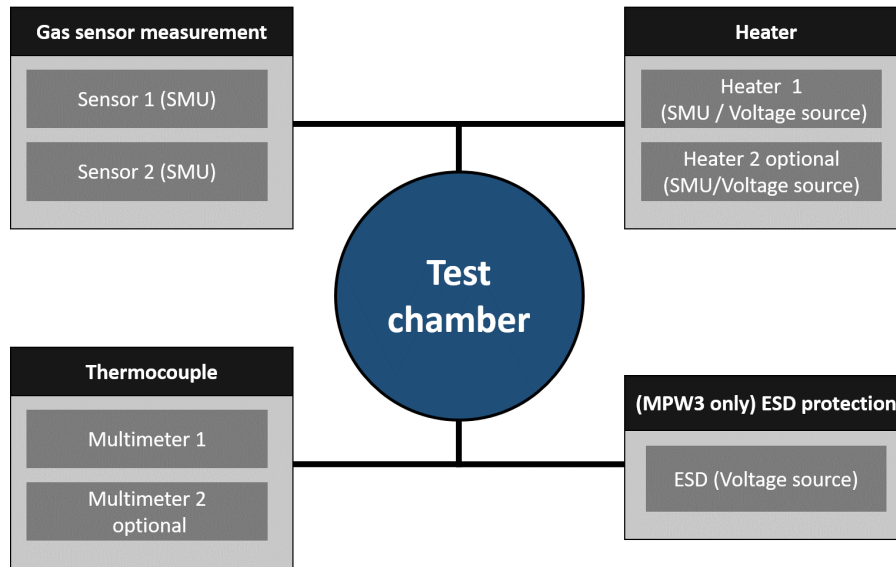 Gas sensor measurement
Sensor 1 (SMU)
Sensor 2 (SMU)
Heater
Heater 1
(SMU / Voltage source)
Heater 2 optional
(SMU/Voltage source)
Test
chamber
Thermocouple
Multimeter 1
Multimeter 2
optional
(MPW3 only) ESD protection
ESD (Voltage source)